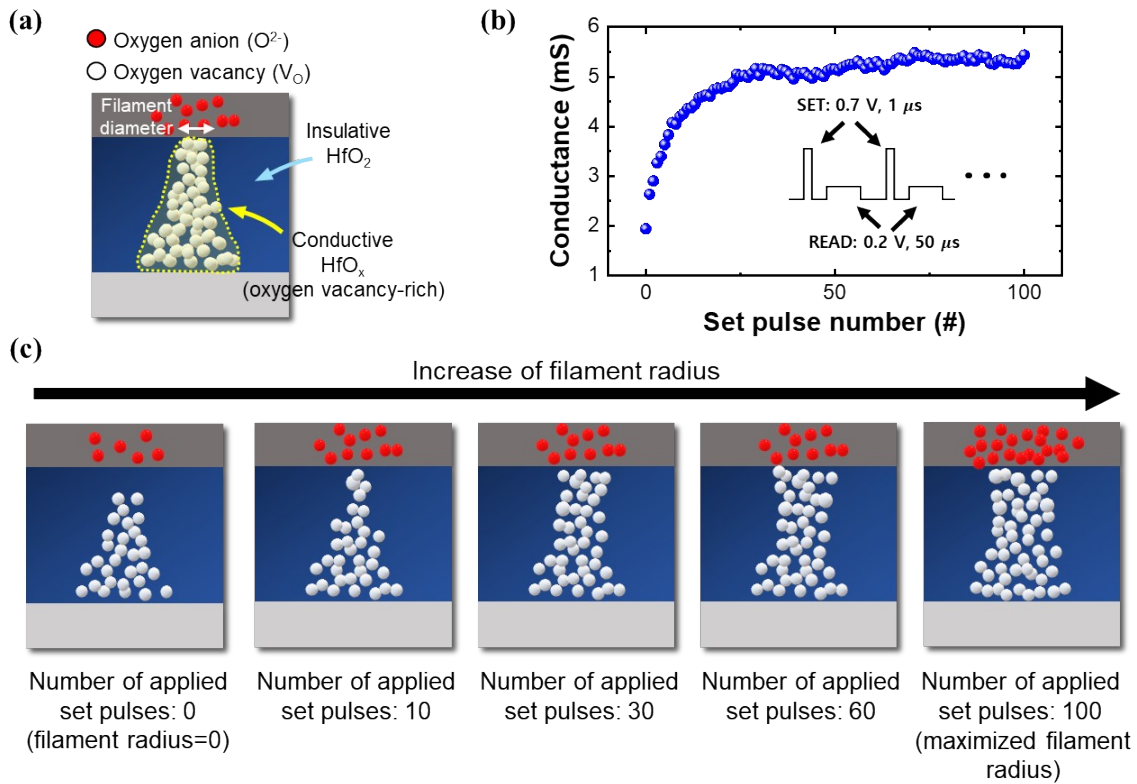 (a)
Oxygen anion (O²⁻)
Oxygen vacancy (V_O)
Filament
diameter
Insulative
HfO₂
Conductive
HfOₓ
(oxygen vacancy-rich)
(b)
Conductance (mS)
6
5
4
3
2
1
SET: 0.7 V, 1 μs
READ: 0.2 V, 50 μs
0
50
100
Set pulse number (#)
(c)
Increase of filament radius
Number of applied
set pulses: 0
(filament radius=0)
Number of applied
set pulses: 10
Number of applied
set pulses: 30
Number of applied
set pulses: 60
Number of applied
set pulses: 100
(maximized filament
radius)